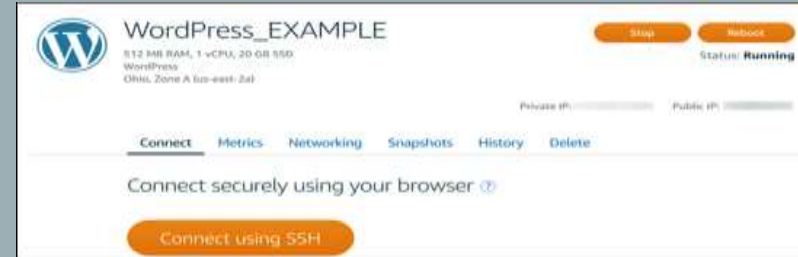 WordPress_EXAMPLE
512 MB RAM, 1 vCPU, 20 GB SSD
WordPress
Ohio, Zone A (us-east-2a)
Stop Reboot
Status: Running
Private IP: Public IP:
Connect Metrics Networking Snapshots History Delete
Connect securely using your browser ?
Connect using SSH